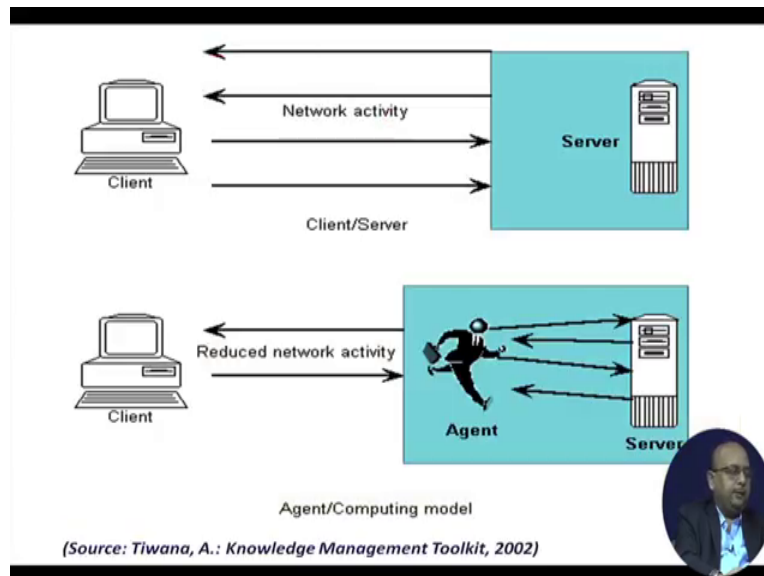 Network activity
Server
Client
Client/Server
Reduced network activity
Client
Agent
Server
Agent/Computing model
(Source: Tiwana, A.: Knowledge Management Toolkit, 2002)